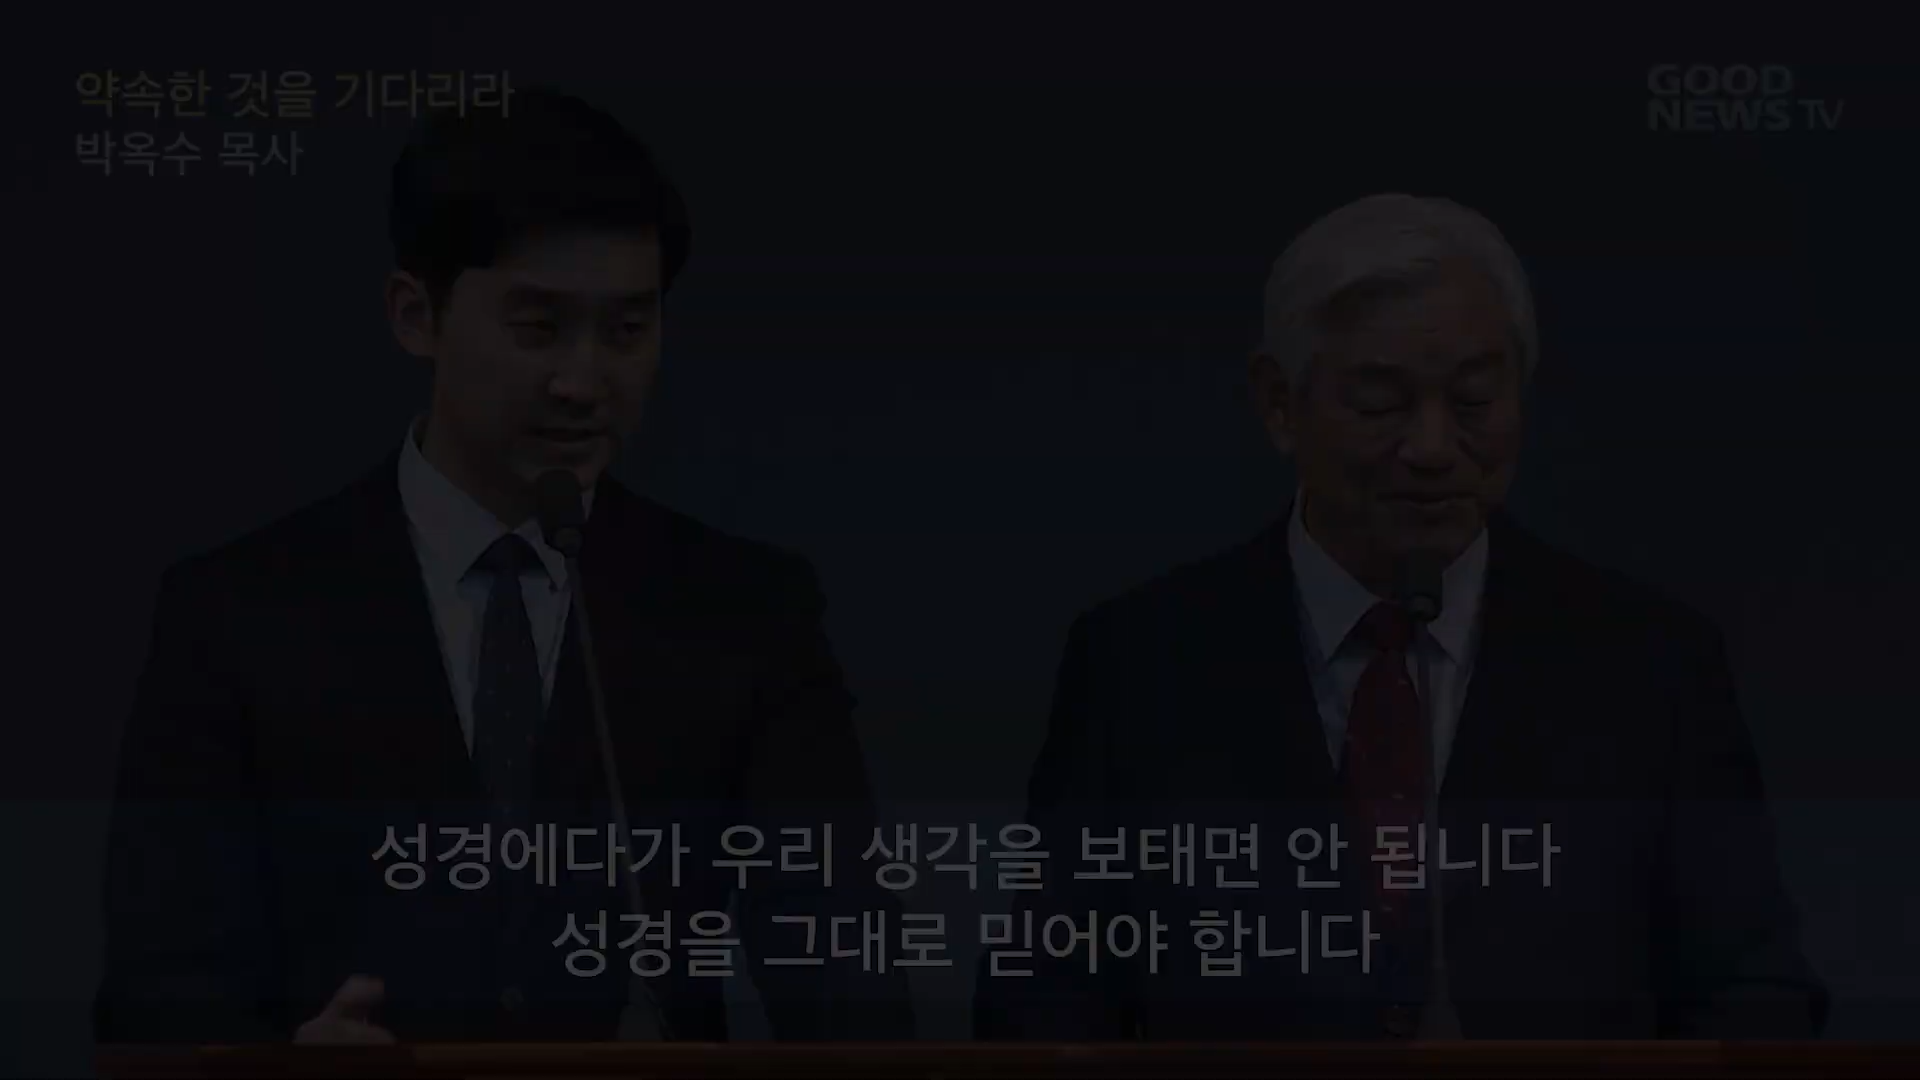 약속한 것을 기다리라
박옥수 목사
GOOD
NEWS TV
성경에다가 우리 생각을 보태면 안 됩니다
성경을 그대로 믿어야 합니다